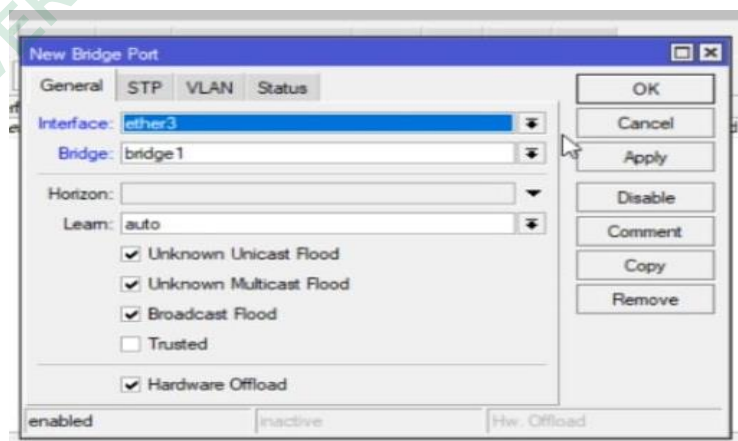 New Bridge Port
General STP VLAN Status
Interface: ether3
Bridge: bridge1
Horizon:
Learn: auto
Unknown Unicast Flood
Unknown Multicast Flood
Broadcast Flood
Trusted
Hardware Offload
OK
Cancel
Apply
Disable
Comment
Copy
Remove
enabled inactive Hw. Offload